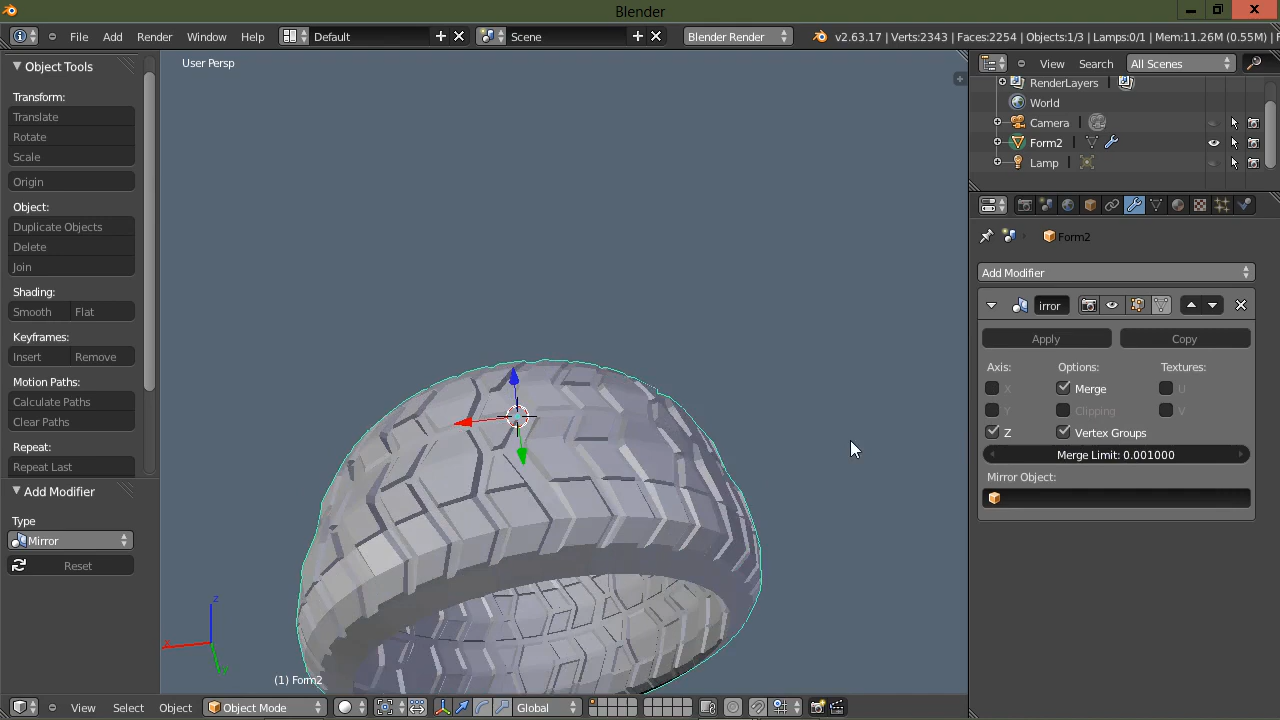 Blender
File Add Render Window Help Default Scene Blender Render v2.63.17 | Verts:2343 | Faces:2254 | Objects:1/3 | Lamps:0/1 | Mem:11.26M (0.55M) | F
Object Tools
Transform:
Translate
Rotate
Scale
Origin
Object:
Duplicate Objects
Delete
Join
Shading:
Smooth Flat
Keyframes:
Insert Remove
Motion Paths:
Calculate Paths
Clear Paths
Repeat:
Repeat Last
Add Modifier
Type
Mirror
Reset
User Persp
z
x
Y
(1) Form2
View Select Object Object Mode Global
View Search All Scenes
RenderLayers
World
Camera
Form2
Lamp
Form2
Add Modifier
irror
Apply Copy
Axis: Options: Textures:
X Merge U
Y Clipping V
Z Vertex Groups
Merge Limit: 0.001000
Mirror Object: